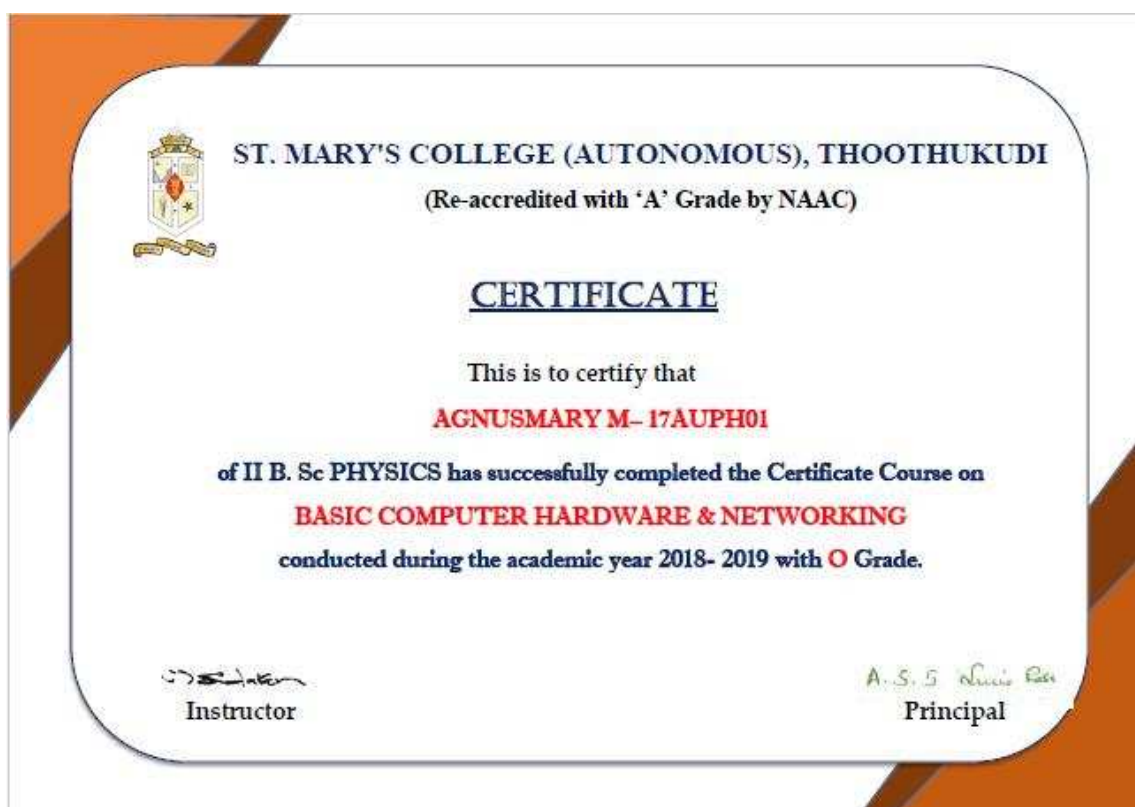 ST. MARY'S COLLEGE (AUTONOMOUS), THOOTHUKUDI
(Re-accredited with ‘A’ Grade by NAAC)
CERTIFICATE
This is to certify that
AGNUSMARY M– 17AUPH01
of II B. Sc PHYSICS has successfully completed the Certificate Course on
BASIC COMPUTER HARDWARE & NETWORKING
conducted during the academic year 2018- 2019 with O Grade.
A. S. S
Instructor
Principal